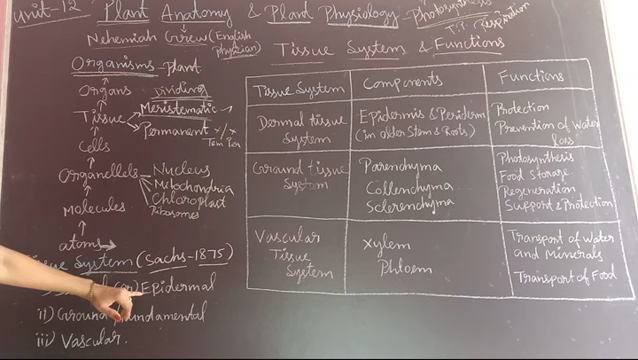 Unit-12 Plant Anatomy & Plant Physiology - Photosynthesis
Respiration
Nehemiah Grew (English
physician)
Tissue System & Functions
Organisms - plant
Organs
Dividing
Tissue
Meristematic
Permanent
Cells
Organellels
Nucleus
Mitochondria
Chloroplast
Ribosomes
Molecules
atoms
Tissue System (Sachs-1875)
Epidermal
ii) Ground
iii) Vascular.
Tissue System Components Functions
Dermal tissue
System
Epidermis & Periderm
(in older Stem & Roots)
Protection
Prevention of Water
loss
Ground tissue
System
Parenchyma
Collenchyma
Sclerenchyma
Photosynthesis
Food Storage
Regeneration
Support & Protection
Vascular
Tissue
System
Xylem
Phloem
Transport of Water
and Minerals
Transport of Food